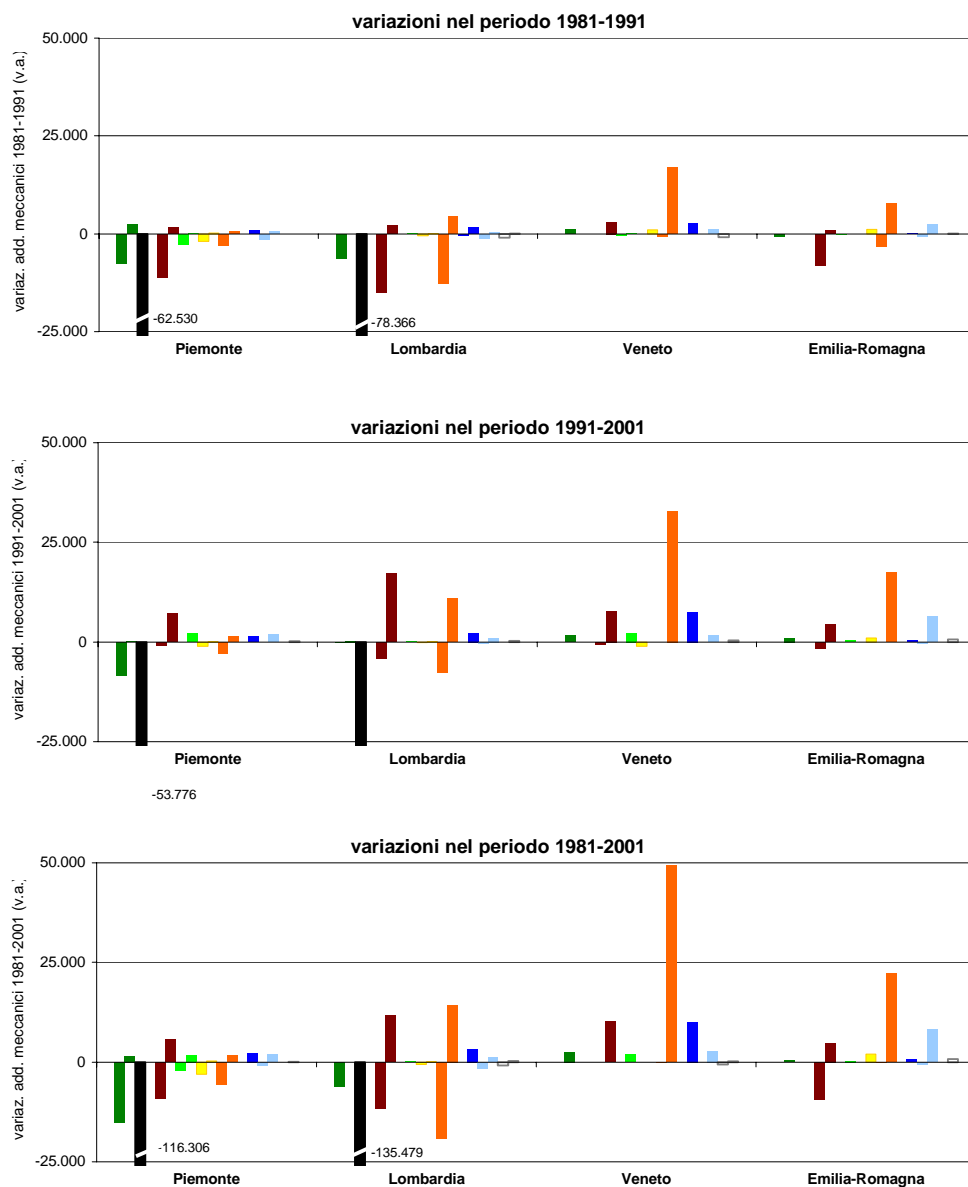 variazioni nel periodo 1981-1991
variaz. add. meccanici 1981-1991 (v.a.)
50.000
25.000
0
-25.000
-62.530
-78.366
Piemonte Lombardia Veneto Emilia-Romagna
variazioni nel periodo 1991-2001
variaz. add. meccanici 1991-2001 (v.a.)
50.000
25.000
0
-25.000
Piemonte Lombardia Veneto Emilia-Romagna
-53.776
variazioni nel periodo 1981-2001
variaz. add. meccanici 1981-2001 (v.a.)
50.000
25.000
0
-25.000
-116.306
-135.479
Piemonte Lombardia Veneto Emilia-Romagna